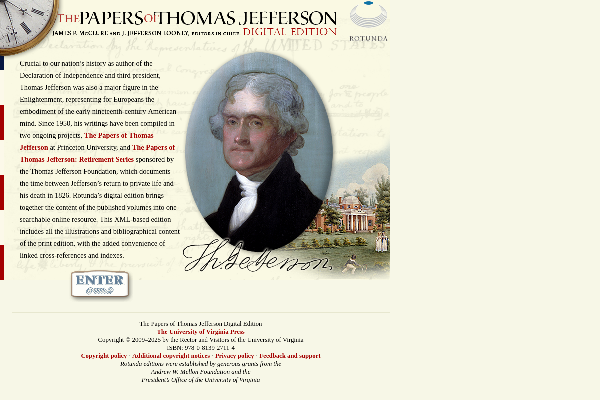 THE PAPERS OF THOMAS JEFFERSON
JAMES P. MCCLURE AND J. JEFFERSON LOONEY, EDITORS IN CHIEF DIGITAL EDITION
ROTUNDA
Crucial to our nation's history as author of the
Declaration of Independence and third president,
Thomas Jefferson was also a major figure in the
Enlightenment, representing for Europeans the
embodiment of the early nineteenth-century American
mind. Since 1950, his writings have been compiled in
two ongoing projects, The Papers of Thomas
Jefferson at Princeton University, and The Papers of
Thomas Jefferson: Retirement Series sponsored by
the Thomas Jefferson Foundation, which documents
the time between Jefferson's return to private life and
his death in 1826. Rotunda's digital edition brings
together the content of the published volumes into one
searchable online resource. This XML-based edition
includes all the illustrations and bibliographical content
of the print edition, with the added convenience of
linked cross-references and indexes.
Th. Jefferson
ENTER
The Papers of Thomas Jefferson Digital Edition
The University of Virginia Press
Copyright © 2009–2025 by the Rector and Visitors of the University of Virginia
ISBN: 978-0-8139-2711-4
Copyright policy · Additional copyright notices · Privacy policy · Feedback and support
Rotunda editions were established by generous grants from the
Andrew W. Mellon Foundation and the
President's Office of the University of Virginia